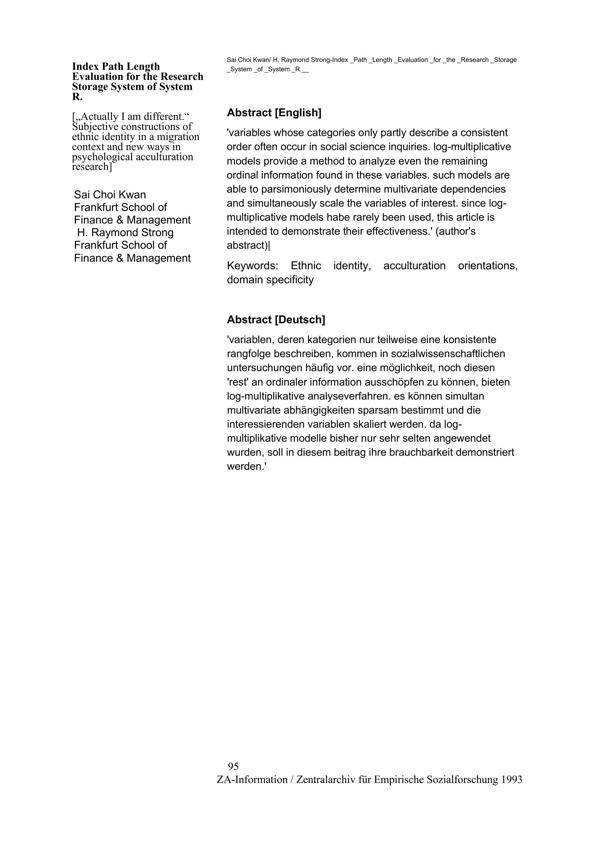 Index Path Length
Evaluation for the Research
Storage System of System
R.
[„Actually I am different.“
Subjective constructions of
ethnic identity in a migration
context and new ways in
psychological acculturation
research]
Sai Choi Kwan
Frankfurt School of
Finance & Management
H. Raymond Strong
Frankfurt School of
Finance & Management
Sai Choi Kwan/ H. Raymond Strong-Index _Path _Length _Evaluation _for _the _Research _Storage
_System _of _System _R.__
Abstract [English]
'variables whose categories only partly describe a consistent
order often occur in social science inquiries. log-multiplicative
models provide a method to analyze even the remaining
ordinal information found in these variables. such models are
able to parsimoniously determine multivariate dependencies
and simultaneously scale the variables of interest. since log-
multiplicative models habe rarely been used, this article is
intended to demonstrate their effectiveness.' (author's
abstract)|
Keywords: Ethnic identity, acculturation orientations,
domain specificity
Abstract [Deutsch]
'variablen, deren kategorien nur teilweise eine konsistente
rangfolge beschreiben, kommen in sozialwissenschaftlichen
untersuchungen häufig vor. eine möglichkeit, noch diesen
'rest' an ordinaler information ausschöpfen zu können, bieten
log-multiplikative analyseverfahren. es können simultan
multivariate abhängigkeiten sparsam bestimmt und die
interessierenden variablen skaliert werden. da log-
multiplikative modelle bisher nur sehr selten angewendet
wurden, soll in diesem beitrag ihre brauchbarkeit demonstriert
werden.'
95
ZA-Information / Zentralarchiv für Empirische Sozialforschung 1993